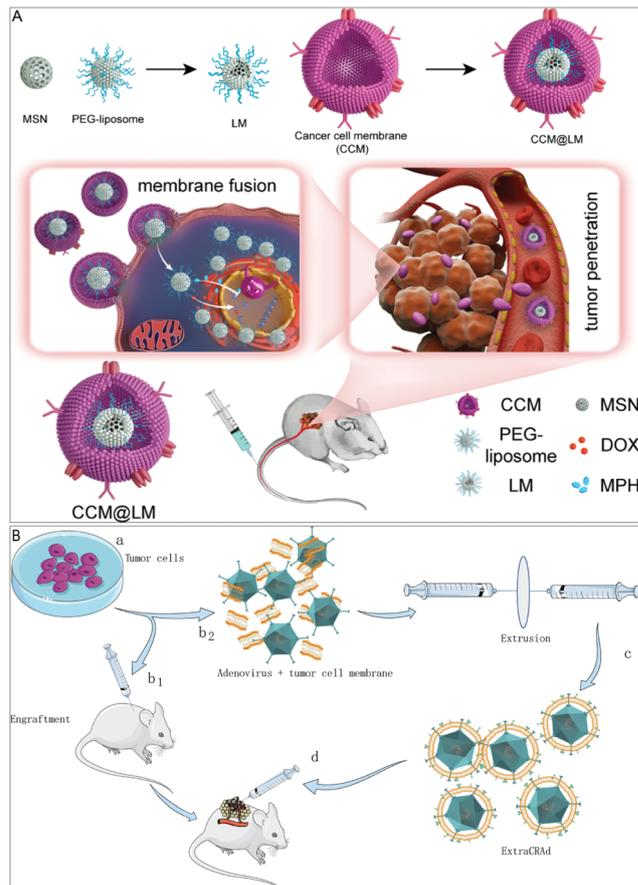 A
MSN
PEG-liposome
LM
Cancer cell membrane
(CCM)
CCM@LM
membrane fusion
tumor penetration
CCM@LM
CCM
MSN
PEG-
liposome
DOX
LM
MPH
B
a
Tumor cells
b2
Adenovirus + tumor cell membrane
Extrusion
b1
c
Engraftment
d
ExtraCRAd